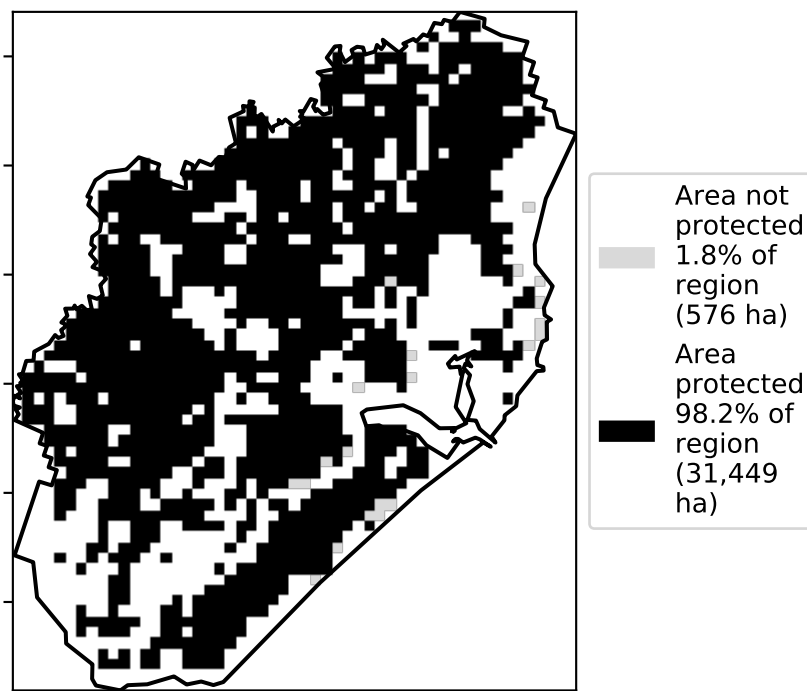 Area not
protected
1.8% of
region
(576 ha)
Area
protected
98.2% of
region
(31,449
ha)